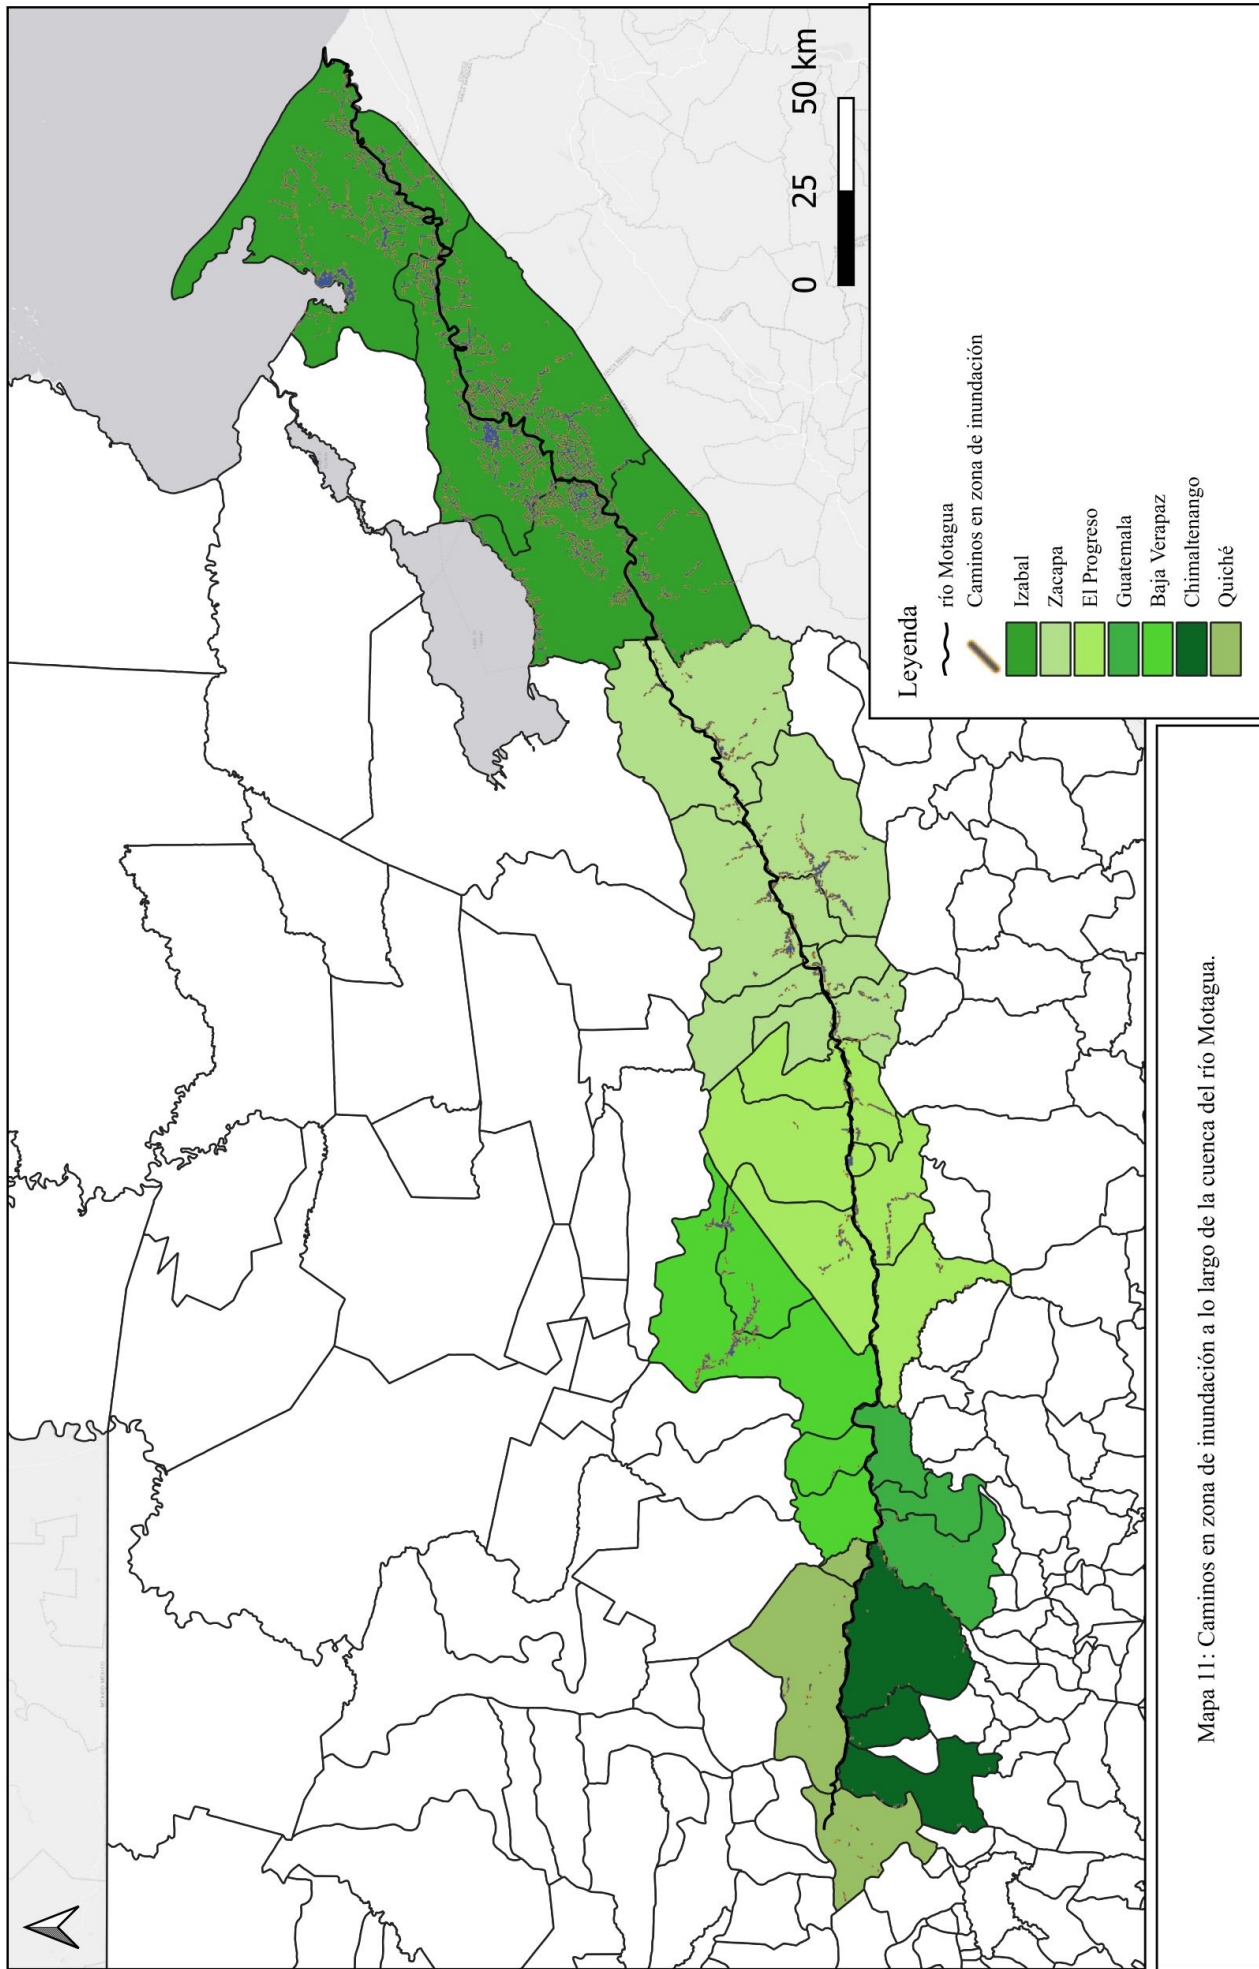 0 25 50 km
Leyenda
río Motagua
Caminos en zona de inundación
Izabal
Zacapa
El Progreso
Guatemala
Baja Verapaz
Chimaltenango
Quiché
Mapa 11: Caminos en zona de inundación a lo largo de la cuenca del río Motagua.